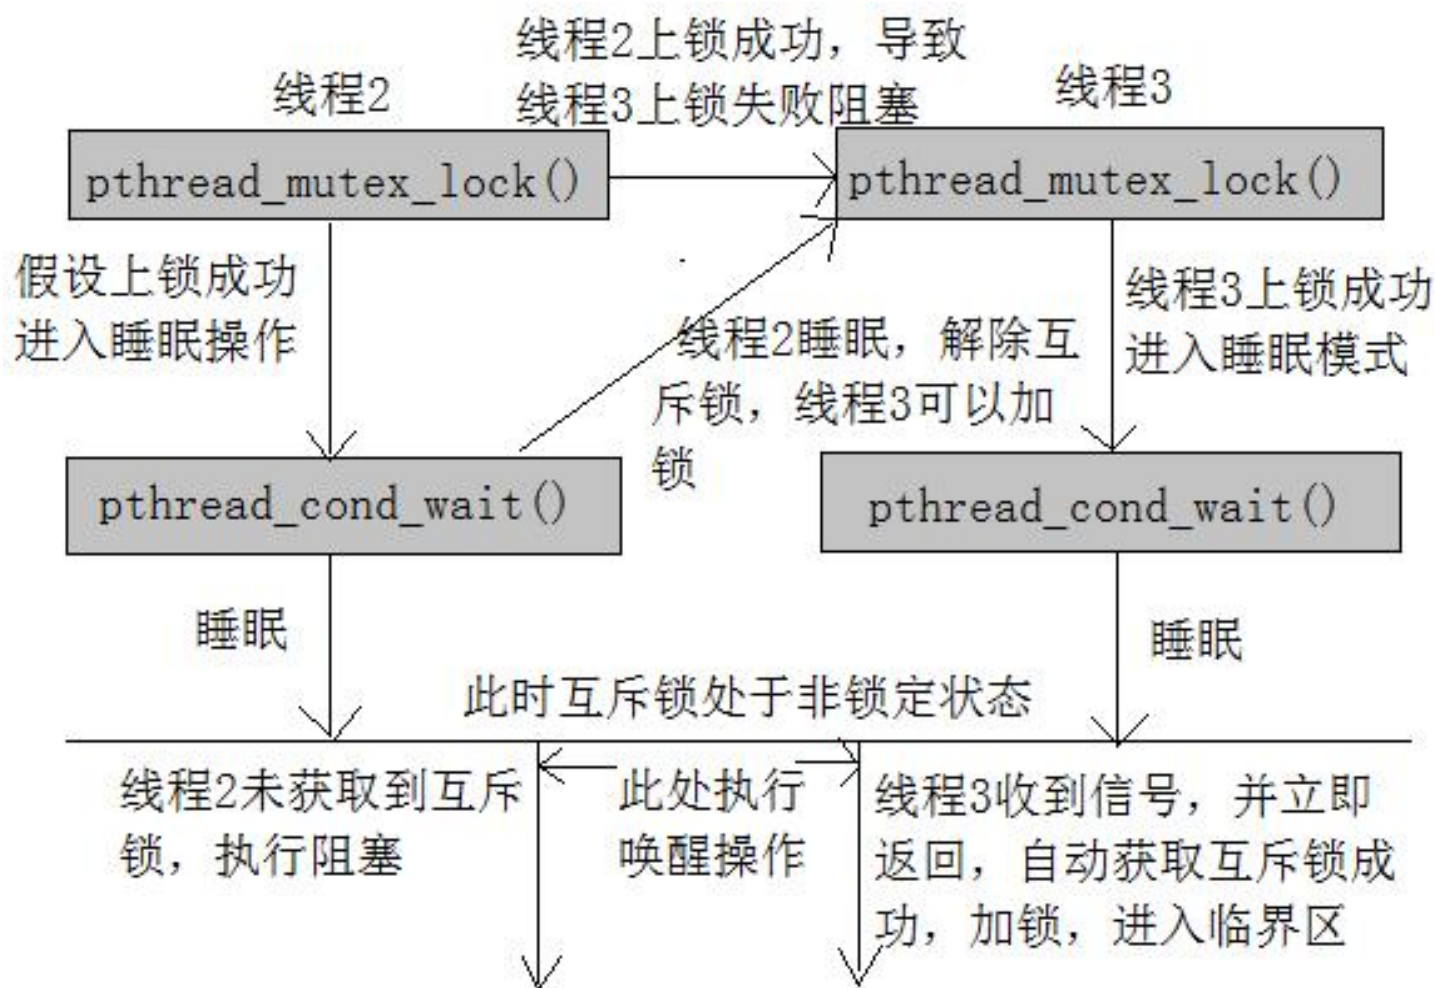 线程2上锁成功，导致
线程3上锁失败阻塞
线程2
线程3
pthread_mutex_lock()
pthread_mutex_lock()
假设上锁成功
进入睡眠操作
线程3上锁成功
进入睡眠模式
线程2睡眠，解除互
斥锁，线程3可以加
锁
pthread_cond_wait()
pthread_cond_wait()
睡眠
睡眠
此时互斥锁处于非锁定状态
线程2未获取到互斥
锁，执行阻塞
此处执行
唤醒操作
线程3收到信号，并立即
返回，自动获取互斥锁成
功，加锁，进入临界区